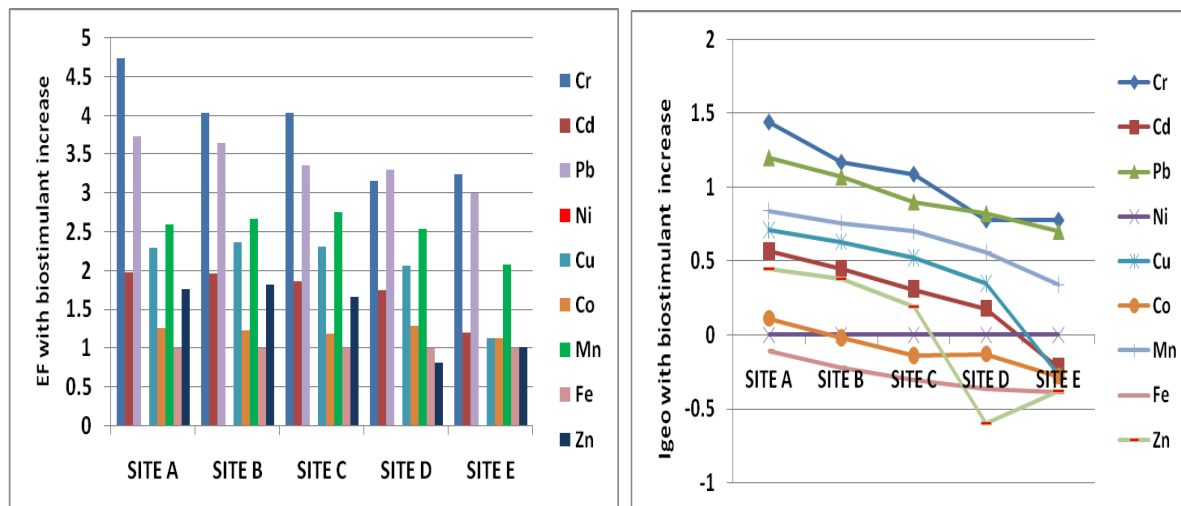 EF with biostimulant increase
5
4.5
4
3.5
3
2.5
2
1.5
1
0.5
0
SITE A SITE B SITE C SITE D SITE E
Cr
Cd
Pb
Ni
Cu
Co
Mn
Fe
Zn
Igeo with biostimulant increase
2
1.5
1
0.5
0
-0.5
-1
SITE A SITE B SITE C SITE D SITE E
Cr
Cd
Pb
Ni
Cu
Co
Mn
Fe
Zn